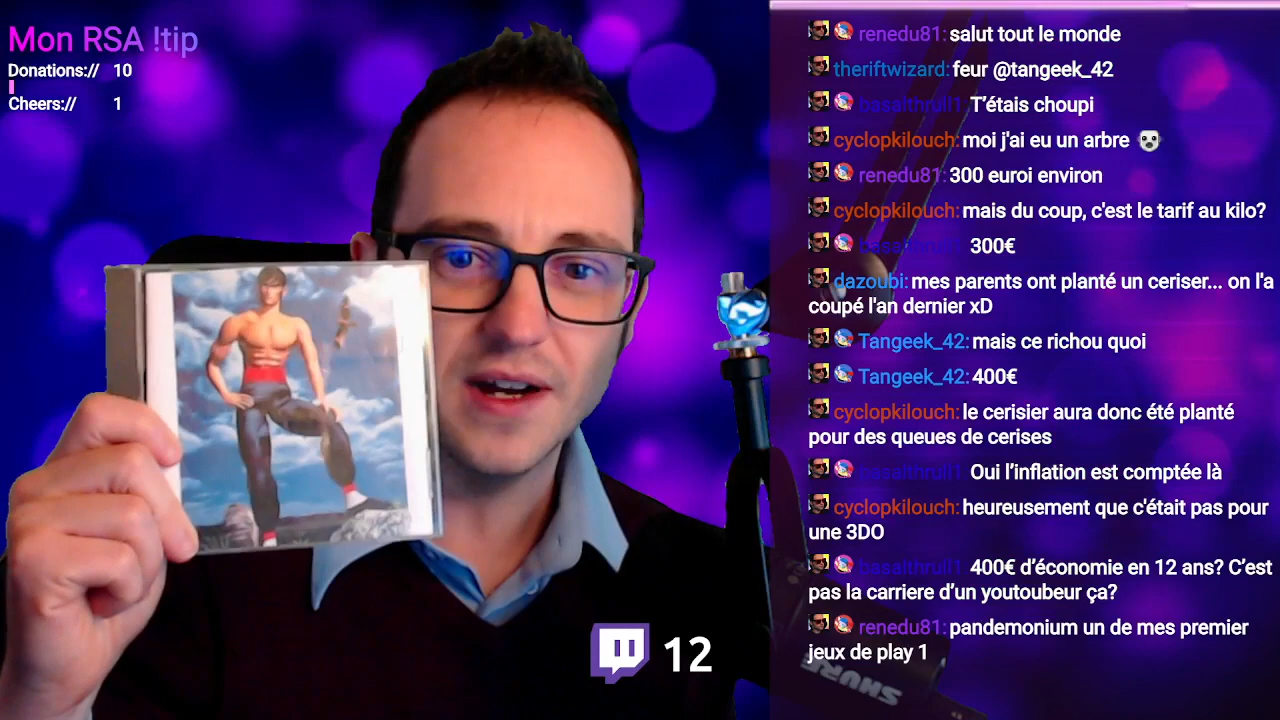 Mon RSA !tip
Donations:// 10
Cheers:// 1
renedu81: salut tout le monde
theriftwizard: feur @tangeek_42
basalthrull1: T'étais choupi
cyclopkilouch: moi j'ai eu un arbre
renedu81: 300 euroi environ
cyclopkilouch: mais du coup, c'est le tarif au kilo?
basalthrull1: 300€
dazoubi: mes parents ont planté un ceriser... on l'a
coupé l'an dernier xD
Tangeek_42: mais ce richou quoi
Tangeek_42: 400€
cyclopkilouch: le cerisier aura donc été planté
pour des queues de cerises
basalthrull1: Oui l'inflation est comptée là
cyclopkilouch: heureusement que c'était pas pour
une 3DO
basalthrull1: 400€ d'économie en 12 ans? C'est
pas la carriere d'un youtoubeur ça?
renedu81: pandemonium un de mes premier
jeux de play 1
12
SHURE